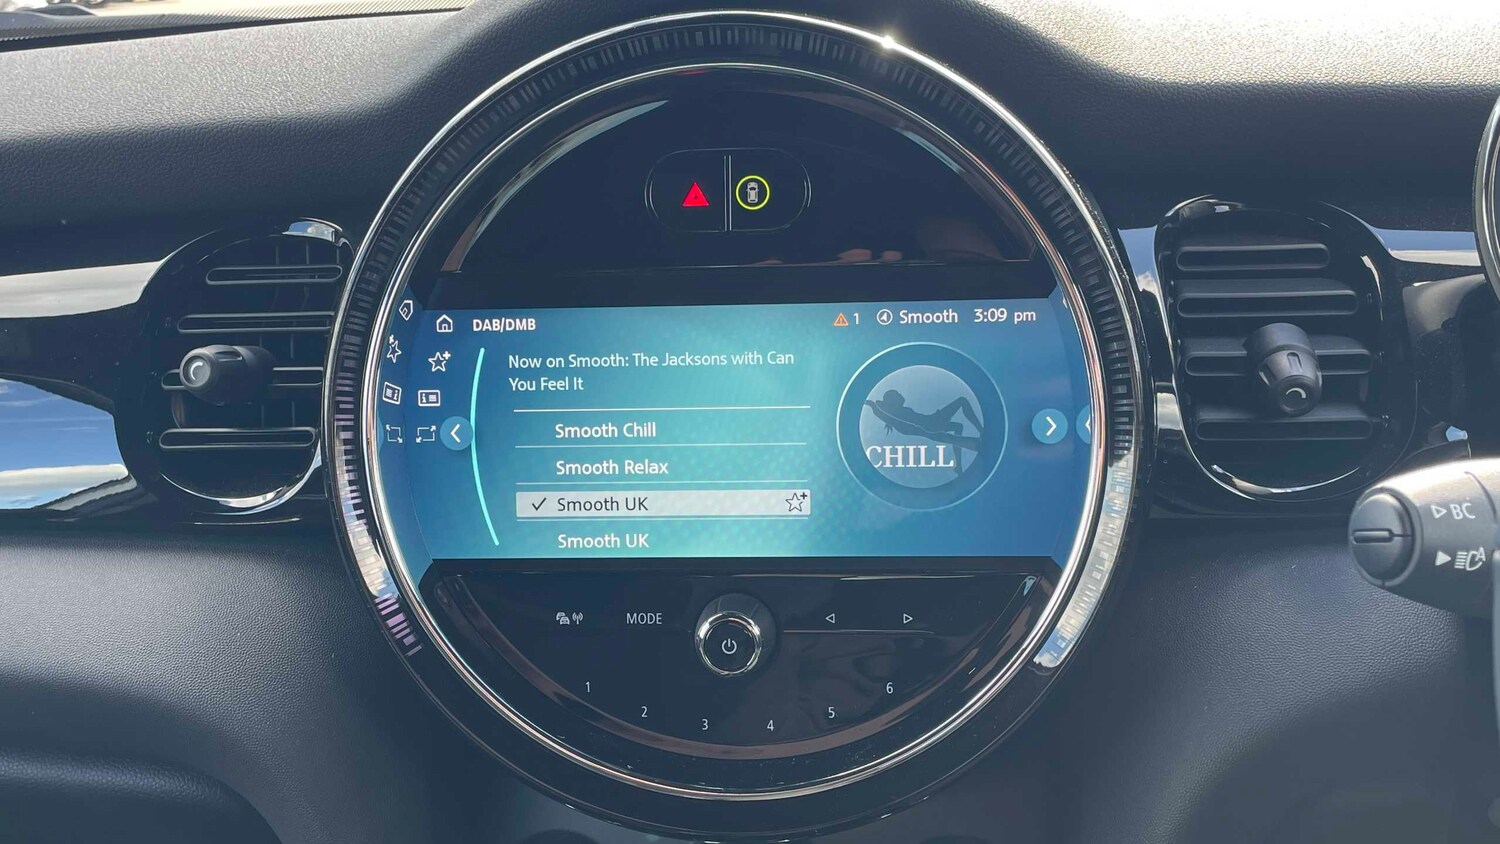 DAB/DMB
1 Smooth 3:09 pm
Now on Smooth: The Jacksons with Can
You Feel It
Smooth Chill
Smooth Relax
Smooth UK
Smooth UK
CHILL
BC
A
MODE
1
2
3
4
5
6